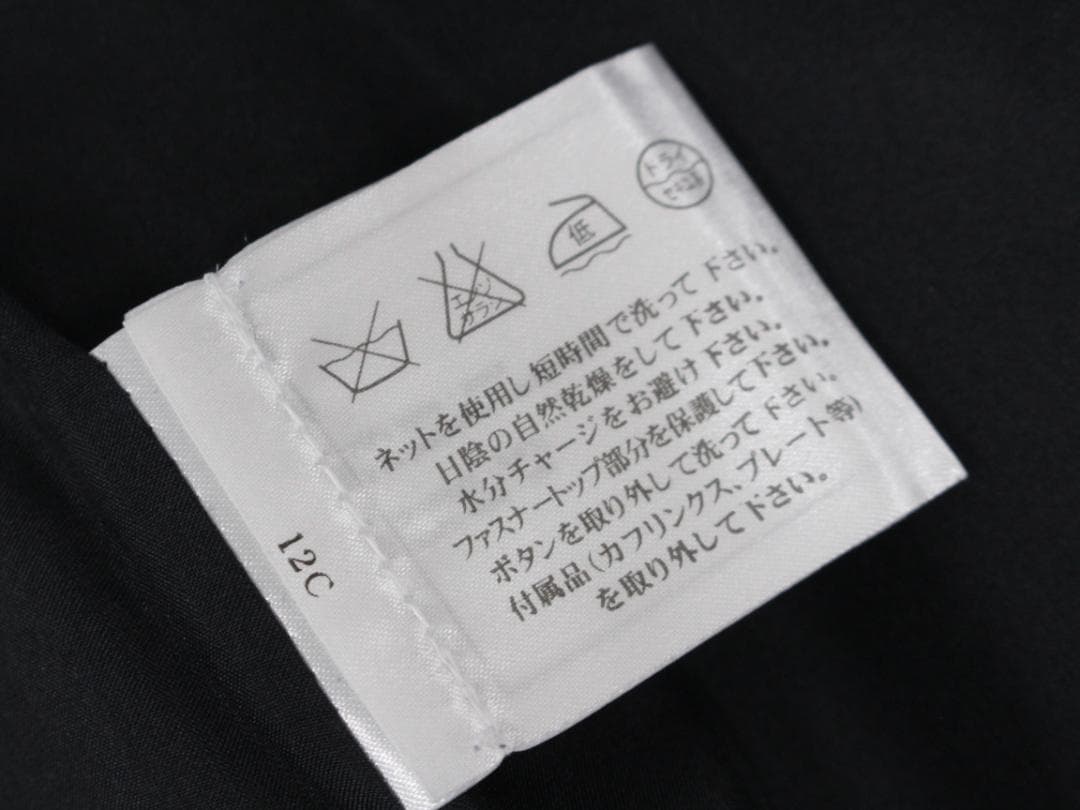 エンソ
カラシ
低
ドライ
セキユ系
ネットを使用し短時間で洗って下さい。
日陰の自然乾燥をして下さい。
水分チャージをお避け下さい。
ファスナートップ部分を保護して下さい。
ボタンを取り外して洗って下さい。
付属品(カフリンクス、プレート等)
を取り外して下さい。
12C